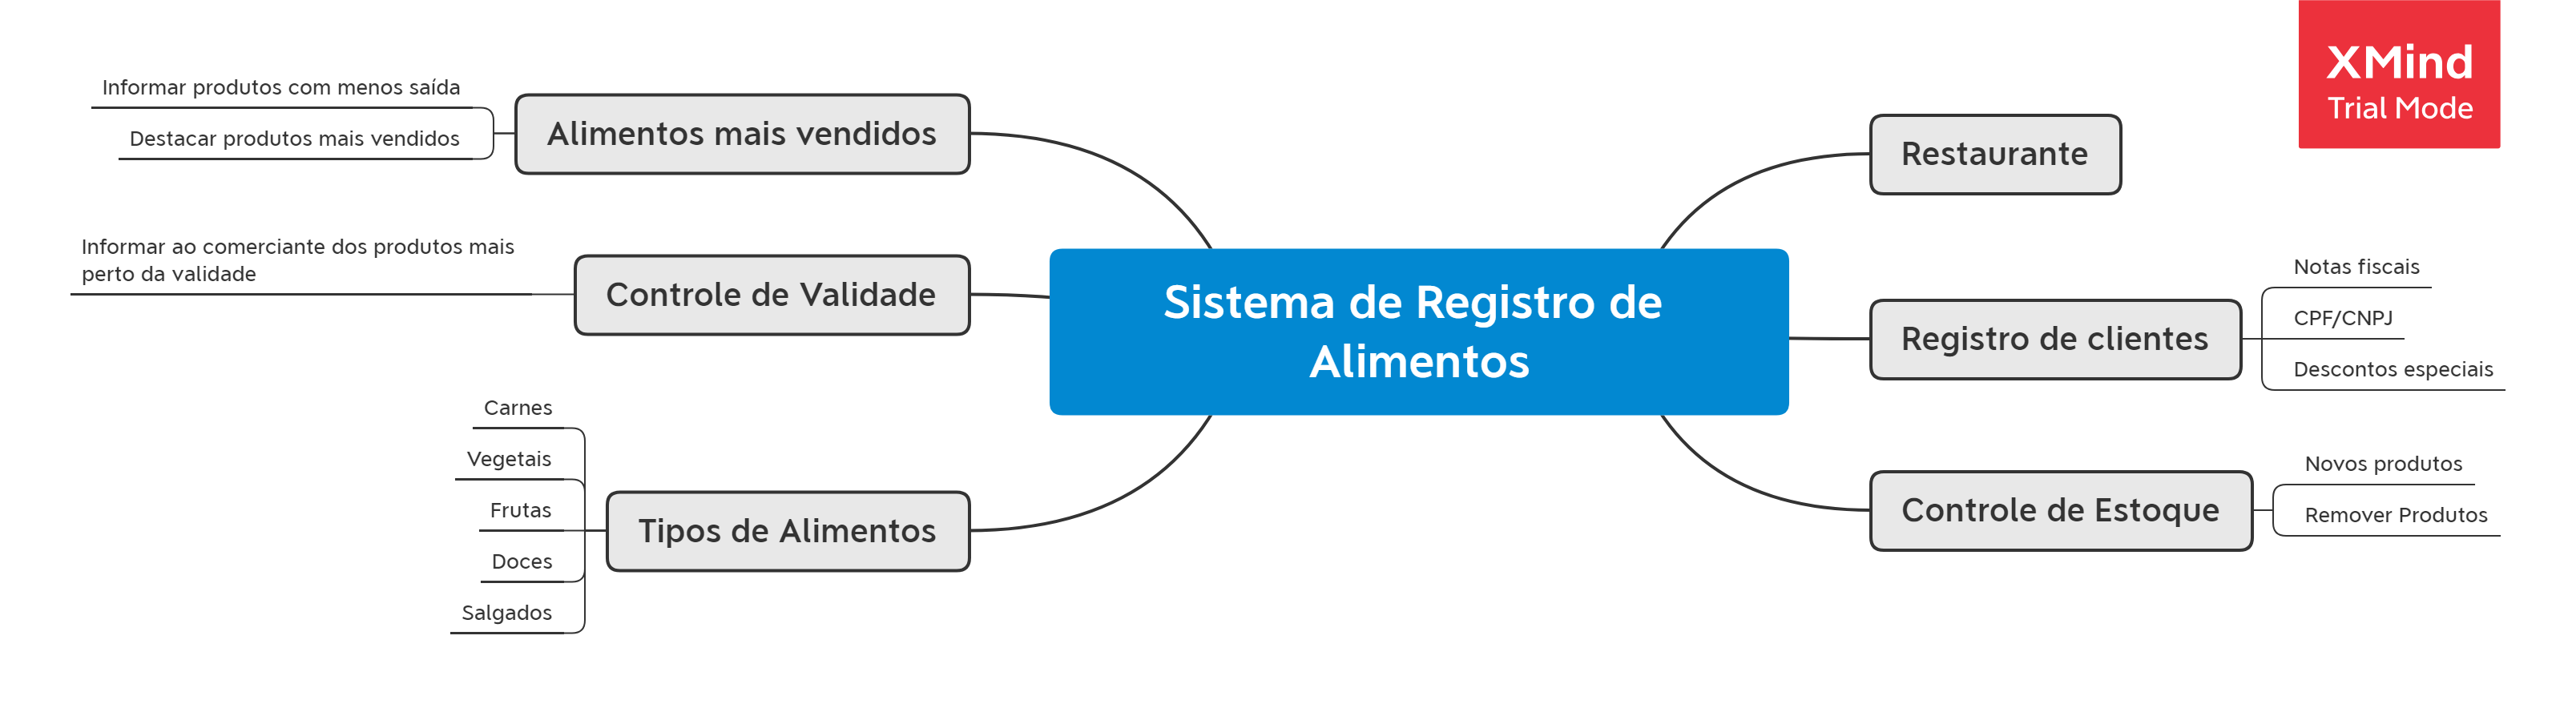 XMind
Trial Mode
Sistema de Registro de
Alimentos
Restaurante
Registro de clientes
Notas fiscais
CPF/CNPJ
Descontos especiais
Controle de Estoque
Novos produtos
Remover Produtos
Alimentos mais vendidos
Informar produtos com menos saída
Destacar produtos mais vendidos
Controle de Validade
Informar ao comerciante dos produtos mais
perto da validade
Tipos de Alimentos
Carnes
Vegetais
Frutas
Doces
Salgados